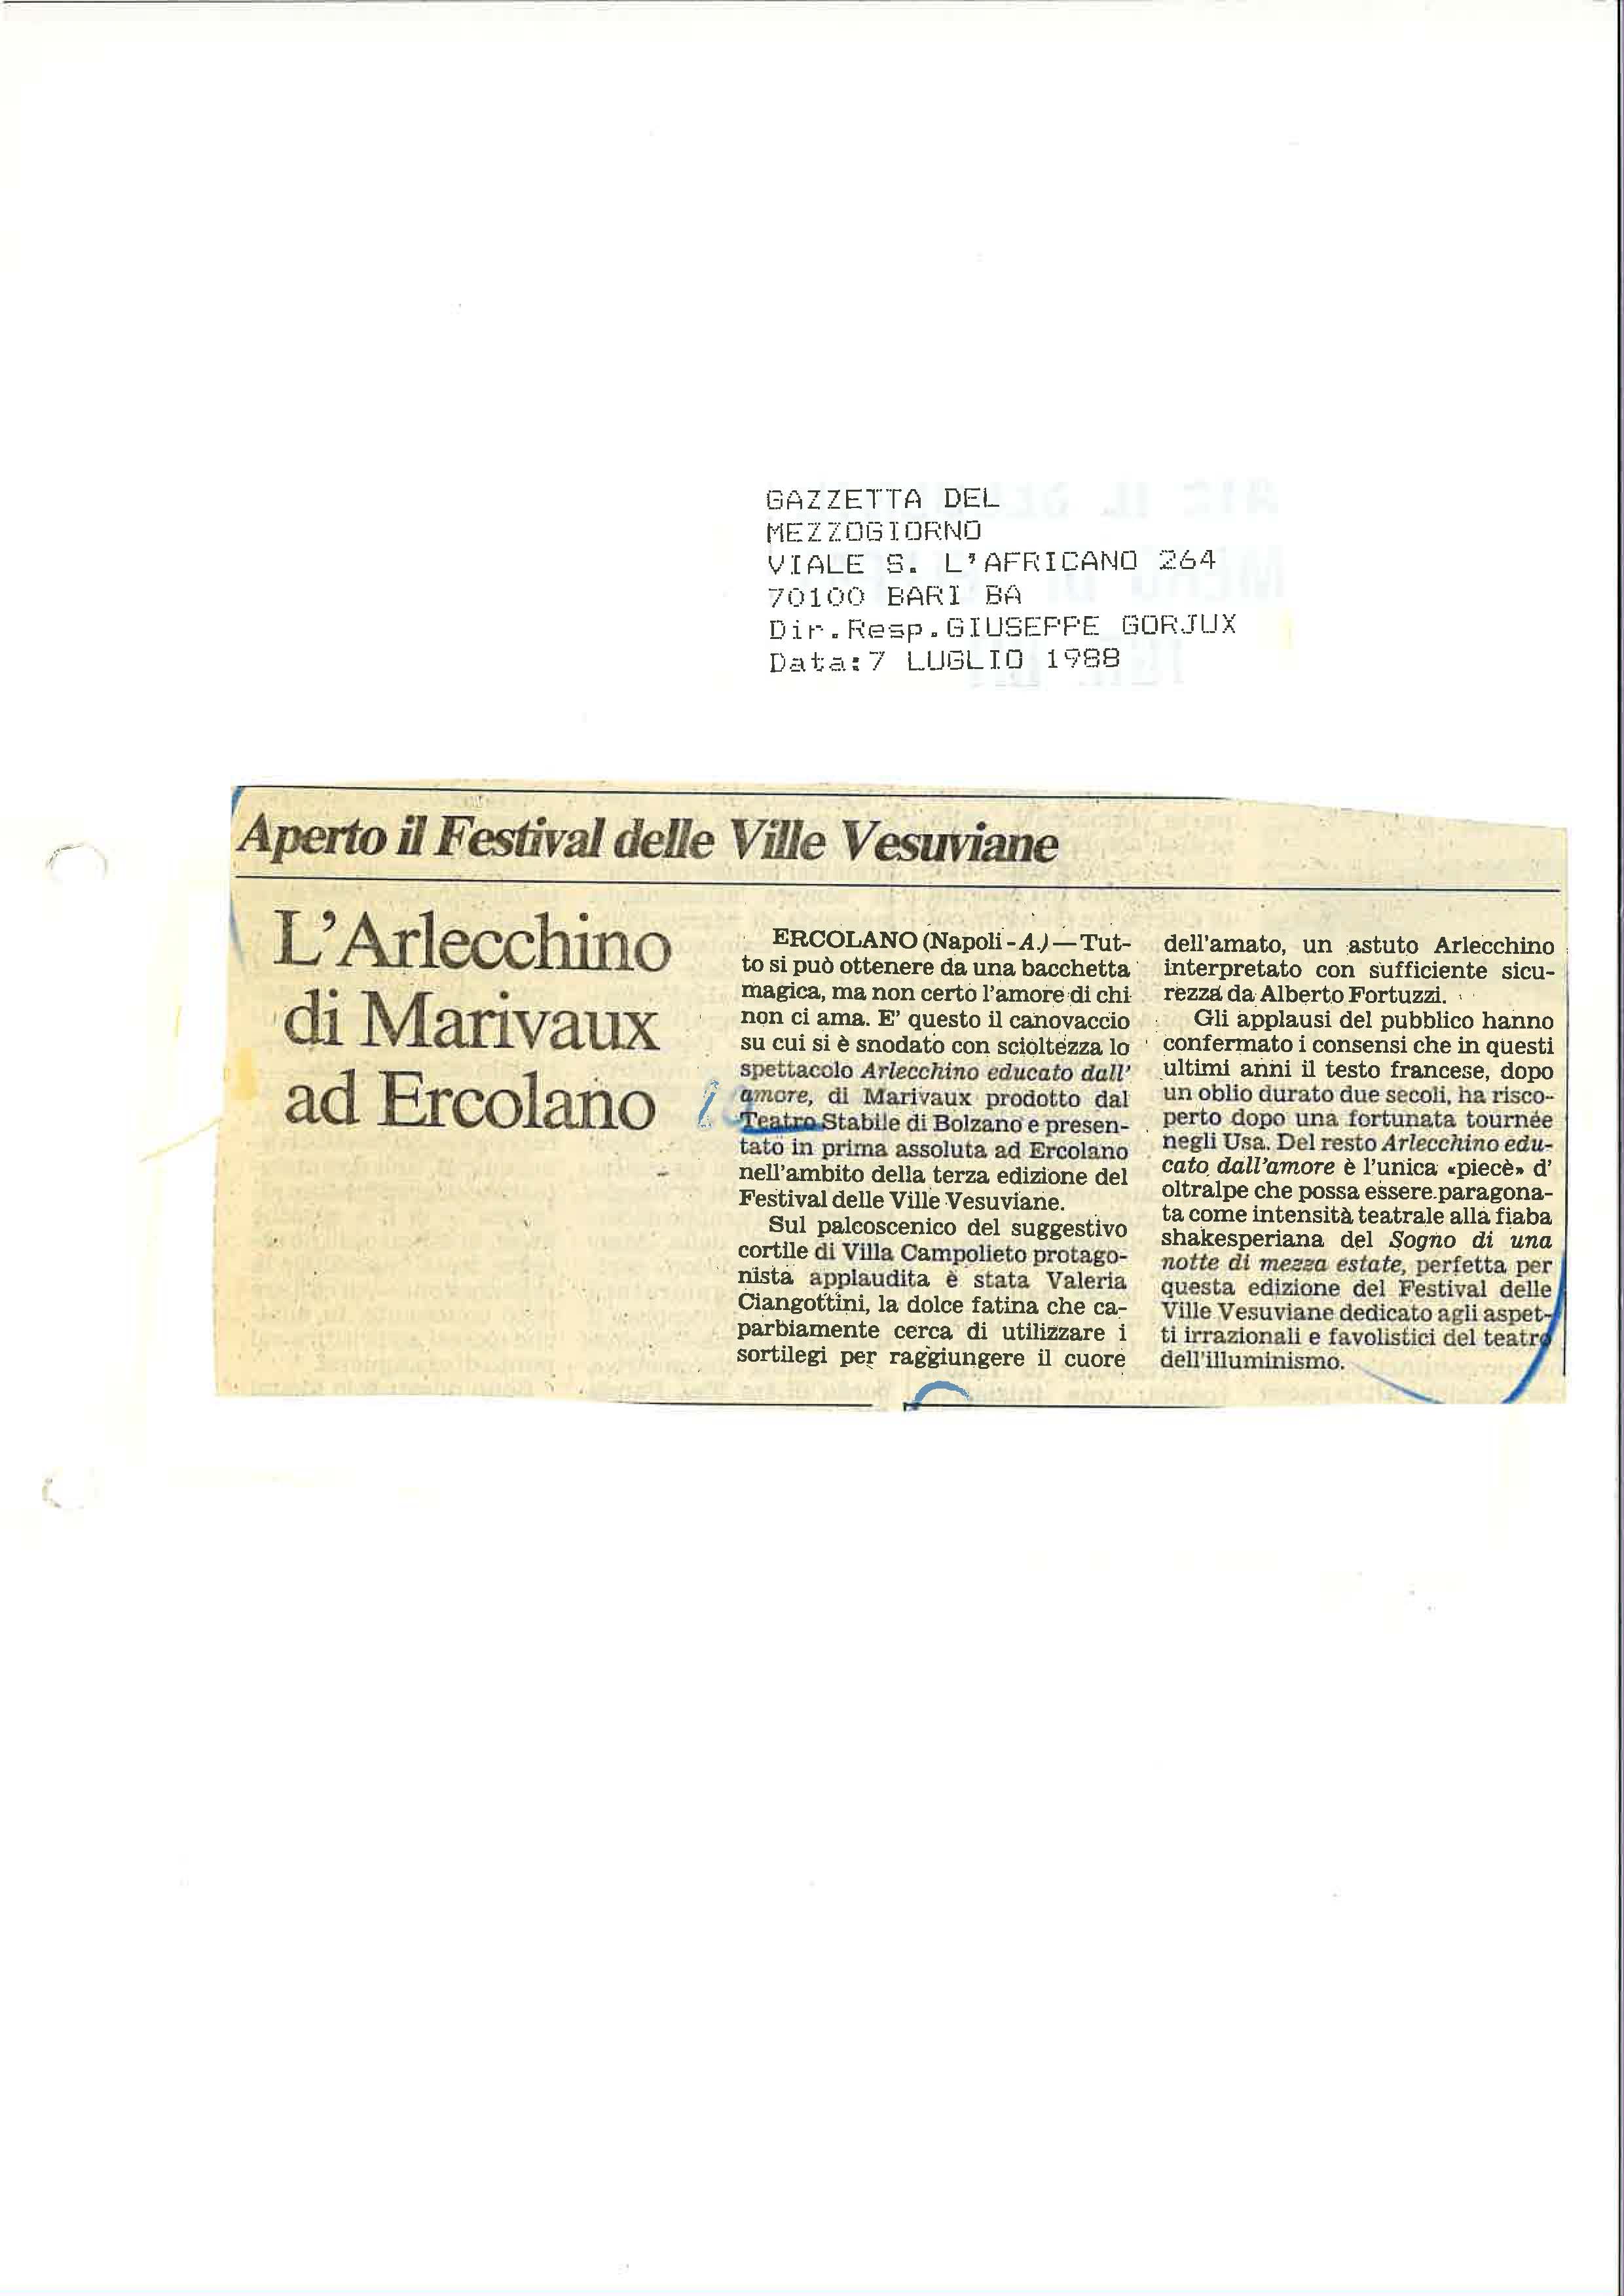 GAZZETTA DEL
MEZZOGIORNO
VIALE S. L'AFRICANO 264
70100 BARI BA
Dir.Resp.GIUSEPPE GORJUX
Data:7 LUGLIO 1988
Aperto il Festival delle Ville Vesuviane
L'Arlecchino
di Marivaux
ad Ercolano
ERCOLANO (Napoli - A.) — Tut-
to si può ottenere da una bacchetta
magica, ma non certo l'amore di chi
non ci ama. E' questo il canovaccio
su cui si è snodato con scioltezza lo
spettacolo Arlecchino educato dall'
amore, di Marivaux prodotto dal
Teatro Stabile di Bolzano e presen-
tato in prima assoluta ad Ercolano
nell'ambito della terza edizione del
Festival delle Ville Vesuviane.
Sul palcoscenico del suggestivo
cortile di Villa Campolieto protago-
nista applaudita è stata Valeria
Ciangottini, la dolce fatina che ca-
parbiamente cerca di utilizzare i
sortilegi per raggiungere il cuore
dell'amato, un astuto Arlecchino
interpretato con sufficiente sicu-
rezza da Alberto Fortuzzi.
Gli applausi del pubblico hanno
confermato i consensi che in questi
ultimi anni il testo francese, dopo
un oblio durato due secoli, ha risco-
perto dopo una fortunata tournée
negli Usa. Del resto Arlecchino edu-
cato dall'amore è l'unica «piecè» d'
oltralpe che possa essere paragona-
ta come intensità teatrale alla fiaba
shakesperiana del Sogno di una
notte di mezza estate, perfetta per
questa edizione del Festival delle
Ville Vesuviane dedicato agli aspet-
ti irrazionali e favolistici del teatro
dell'illuminismo.